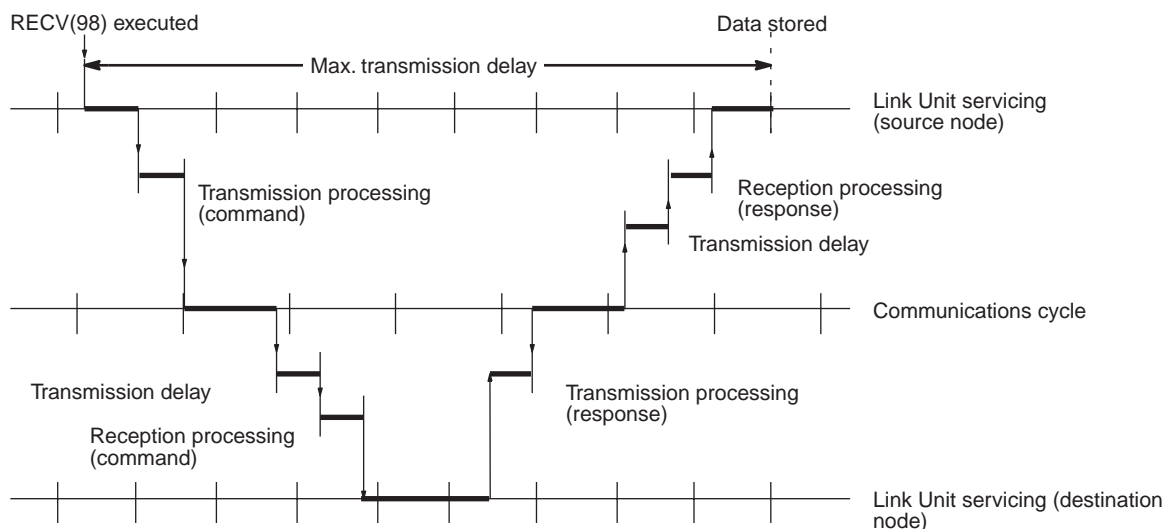 RECV(98) executed
Data stored
Max. transmission delay
Link Unit servicing
(source node)
Transmission processing
(command)
Reception processing
(response)
Transmission delay
Communications cycle
Transmission delay
Reception processing
(command)
Transmission processing
(response)
Link Unit servicing (destination
node)